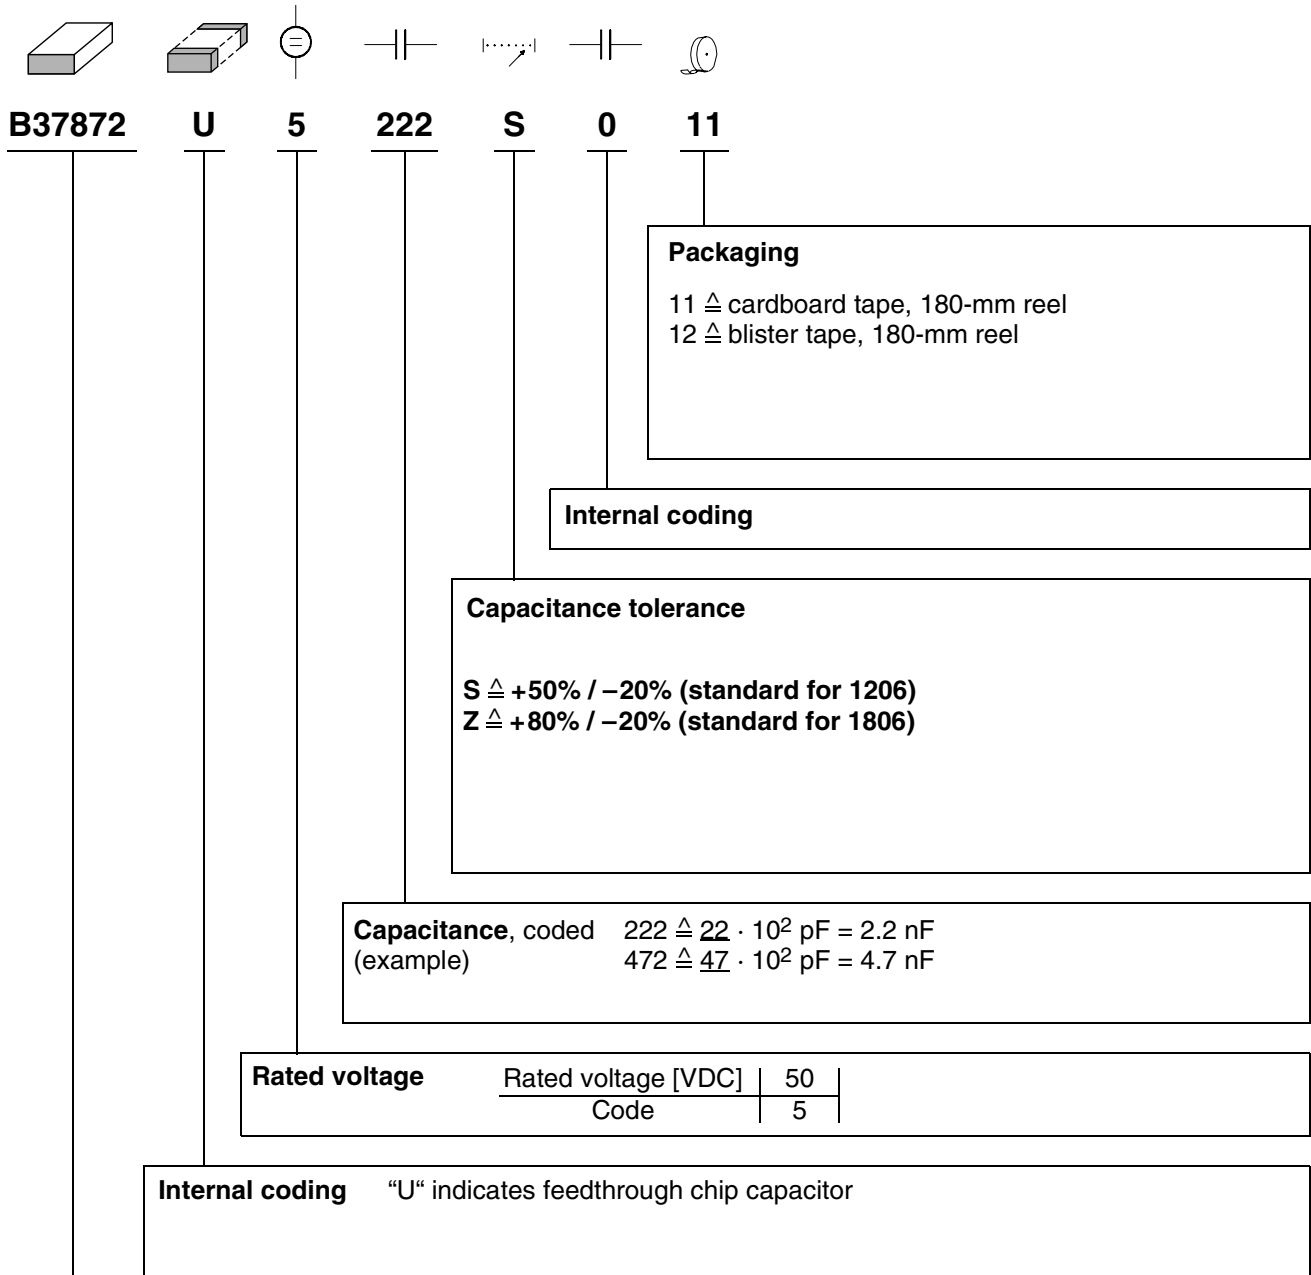 B37872 U 5 222 S 0 11
Packaging
11 ≙ cardboard tape, 180-mm reel
12 ≙ blister tape, 180-mm reel
Internal coding
Capacitance tolerance
S ≙ +50% / –20% (standard for 1206)
Z ≙ +80% / –20% (standard for 1806)
Capacitance, coded 222 ≙ 22 · 10² pF = 2.2 nF
(example) 472 ≙ 47 · 10² pF = 4.7 nF
Rated voltage Rated voltage [VDC] 50
Code 5
Internal coding “U“ indicates feedthrough chip capacitor